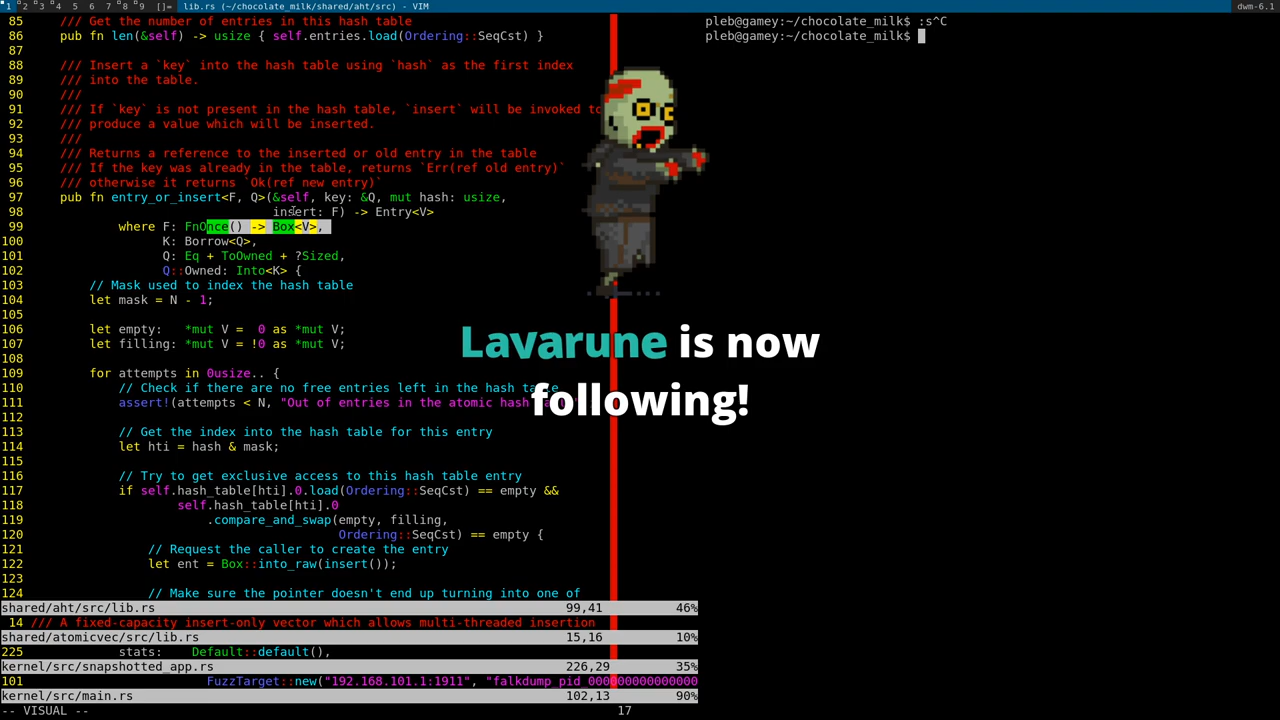 1 2 3 4 5 6 7 8 9 []= lib.rs (~/chocolate_milk/shared/aht/src) - VIM dwm-6.1
85 /// Get the number of entries in this hash table
86 pub fn len(&self) -> usize { self.entries.load(Ordering::SeqCst) }
87
88 /// Insert a `key` into the hash table using `hash` as the first index
89 /// into the table.
90 ///
91 /// If `key` is not present in the hash table, `insert` will be invoked to
92 /// produce a value which will be inserted.
93 ///
94 /// Returns a reference to the inserted or old entry in the table
95 /// If the key was already in the table, returns `Err(ref old entry)`
96 /// otherwise it returns `Ok(ref new entry)`
97 pub fn entry_or_insert<F, Q>(&self, key: &Q, mut hash: usize,
98 insert: F) -> Entry<V>
99 where F: FnOnce() -> Box<V>,
100 K: Borrow<Q>,
101 Q: Eq + ToOwned + ?Sized,
102 Q::Owned: Into<K> {
103 // Mask used to index the hash table
104 let mask = N - 1;
105
106 let empty: *mut V = 0 as *mut V;
107 let filling: *mut V = !0 as *mut V;
108
109 for attempts in 0usize.. {
110 // Check if there are no free entries left in the hash table
111 assert!(attempts < N, "Out of entries in the atomic hash
112
113 // Get the index into the hash table for this entry
114 let hti = hash & mask;
115
116 // Try to get exclusive access to this hash table entry
117 if self.hash_table[hti].0.load(Ordering::SeqCst) == empty &&
118 self.hash_table[hti].0
119 .compare_and_swap(empty, filling,
120 Ordering::SeqCst) == empty {
121 // Request the caller to create the entry
122 let ent = Box::into_raw(insert());
123
124 // Make sure the pointer doesn't end up turning into one of
shared/aht/src/lib.rs 99,41 46%
14 /// A fixed-capacity insert-only vector which allows multi-threaded insertion
shared/atomicvec/src/lib.rs 15,16 10%
225 stats: Default::default(),
kernel/src/snapshotted_app.rs 226,29 35%
101 FuzzTarget::new("192.168.101.1:1911", "falkdump_pid_000000000000000
kernel/src/main.rs 102,13 90%
-- VISUAL -- 17
pleb@gamey:~/chocolate_milk$ :s^C
pleb@gamey:~/chocolate_milk$
Lavarune is now
following!